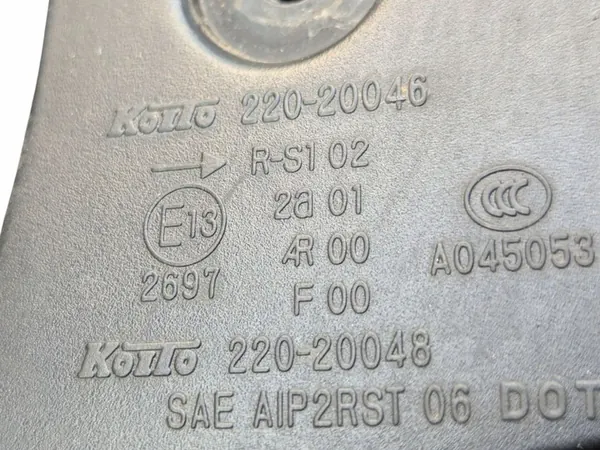 KOITO 220-20046
→ R-S1 02
2a 01
AR 00
F 00
E13
2697
CCC
A045053
KOITO 220-20048
SAE AIP2RST 06 DOT